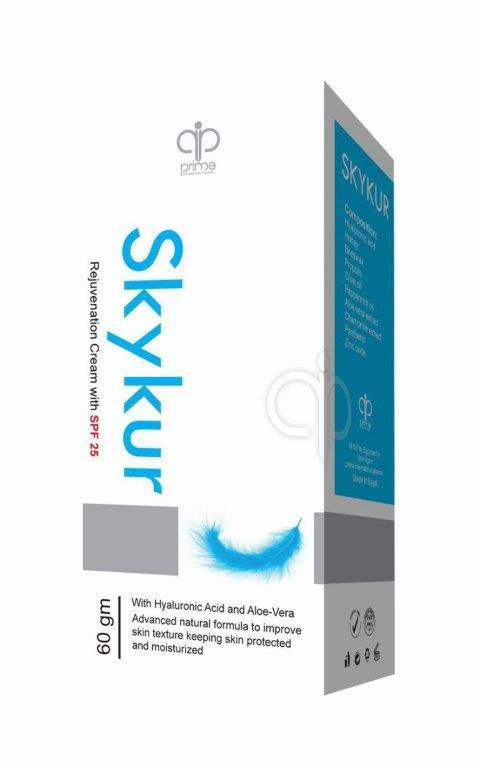 prime
Skykur
Rejuvenation Cream with SPF 25
With Hyaluronic Acid and Aloe-Vera
Advanced natural formula to improve
skin texture keeping skin protected
and moisturized
60 gm
SKYKUR
Composition:
Hyaluronic acid
Honey
Beeswax
Propolis
Olive oil
Peppermint oil
Aloe-vera extract
Chamomile extract
Panthenol
Zinc oxide
prime
Made in Egypt